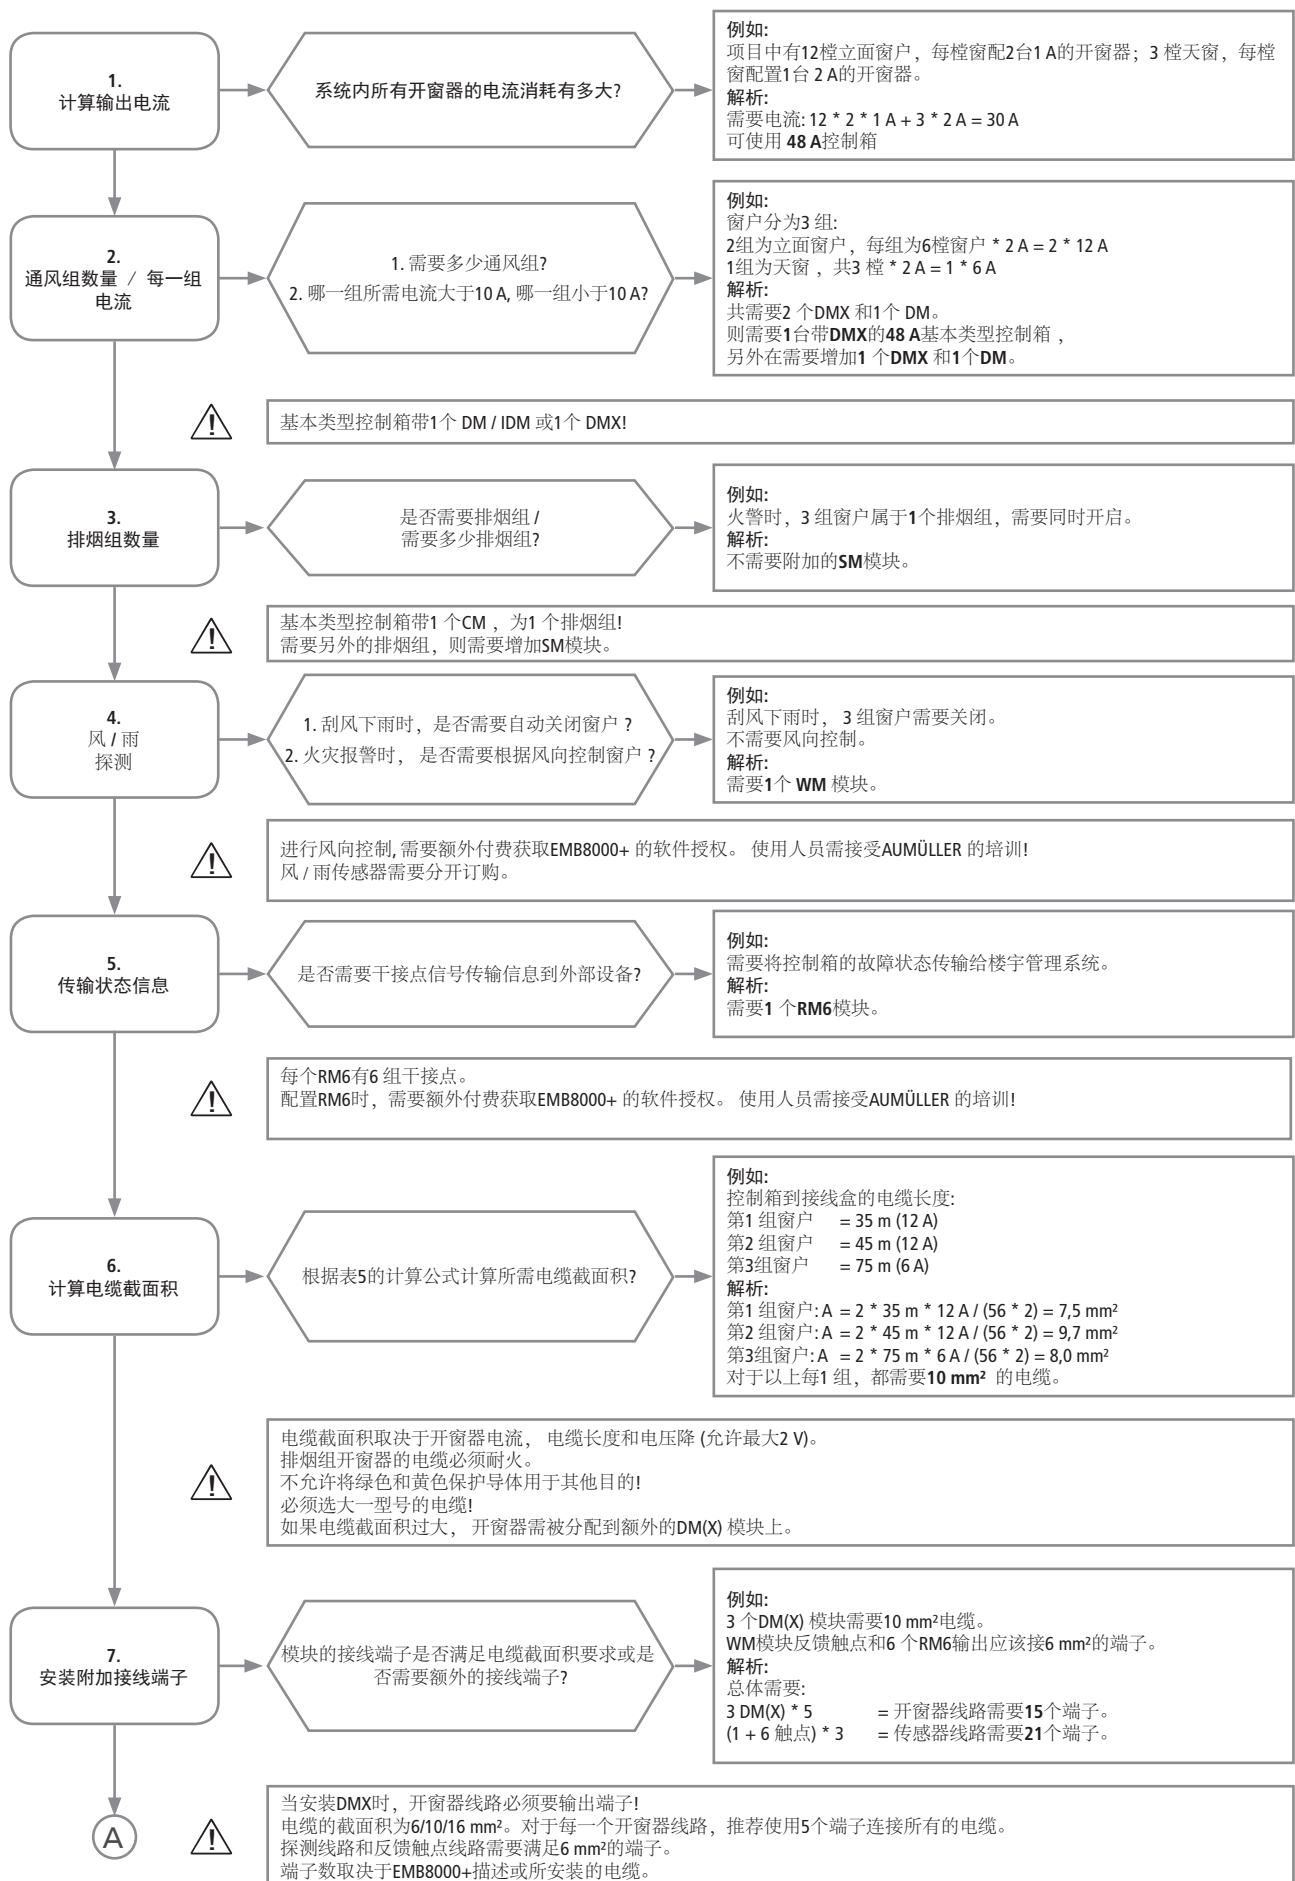 1.
计算输出电流
系统内所有开窗器的电流消耗有多大?
例如:
项目中有12樘立面窗户，每樘窗配2台1 A的开窗器；3 樘天窗，每樘
窗配置1台 2 A的开窗器。
解析:
需要电流: 12 * 2 * 1 A + 3 * 2 A = 30 A
可使用 48 A控制箱
2.
通风组数量 / 每一组
电流
1. 需要多少通风组?
2. 哪一组所需电流大于10 A, 哪一组小于10 A?
例如:
窗户分为3 组:
2组为立面窗户，每组为6樘窗户 * 2 A = 2 * 12 A
1组为天窗 ，共3 樘 * 2 A = 1 * 6 A
解析:
共需要2 个DMX 和1个 DM。
则需要1台带DMX的48 A基本类型控制箱 ，
另外在需要增加1 个DMX 和1个DM。
基本类型控制箱带1个 DM / IDM 或1个 DMX!
3.
排烟组数量
是否需要排烟组 /
需要多少排烟组?
例如:
火警时，3 组窗户属于1个排烟组，需要同时开启。
解析:
不需要附加的SM模块。
基本类型控制箱带1 个CM ，为1 个排烟组!
需要另外的排烟组，则需要增加SM模块。
4.
风 / 雨
探测
1. 刮风下雨时，是否需要自动关闭窗户 ?
2. 火灾报警时， 是否需要根据风向控制窗户 ?
例如:
刮风下雨时， 3 组窗户需要关闭。
不需要风向控制。
解析:
需要1个 WM 模块。
进行风向控制, 需要额外付费获取EMB8000+ 的软件授权。 使用人员需接受AUMÜLLER 的培训!
风 / 雨传感器需要分开订购。
5.
传输状态信息
是否需要干接点信号传输信息到外部设备?
例如:
需要将控制箱的故障状态传输给楼宇管理系统。
解析:
需要1 个RM6模块。
每个RM6有6 组干接点。
配置RM6时，需要额外付费获取EMB8000+ 的软件授权。 使用人员需接受AUMÜLLER 的培训!
6.
计算电缆截面积
根据表5的计算公式计算所需电缆截面积?
例如:
控制箱到接线盒的电缆长度:
第1 组窗户 = 35 m (12 A)
第2 组窗户 = 45 m (12 A)
第3组窗户 = 75 m (6 A)
解析:
第1 组窗户: A = 2 * 35 m * 12 A / (56 * 2) = 7,5 mm²
第2 组窗户: A = 2 * 45 m * 12 A / (56 * 2) = 9,7 mm²
第3组窗户: A = 2 * 75 m * 6 A / (56 * 2) = 8,0 mm²
对于以上每1 组，都需要10 mm² 的电缆。
电缆截面积取决于开窗器电流， 电缆长度和电压降 (允许最大2 V)。
排烟组开窗器的电缆必须耐火。
不允许将绿色和黄色保护导体用于其他目的!
必须选大一型号的电缆!
如果电缆截面积过大， 开窗器需被分配到额外的DM(X) 模块上。
7.
安装附加接线端子
模块的接线端子是否满足电缆截面积要求或是
否需要额外的接线端子?
例如:
3 个DM(X) 模块需要10 mm²电缆。
WM模块反馈触点和6 个RM6输出应该接6 mm²的端子。
解析:
总体需要:
3 DM(X) * 5 = 开窗器线路需要15个端子。
(1 + 6 触点) * 3 = 传感器线路需要21个端子。
A
当安装DMX时，开窗器线路必须要输出端子!
电缆的截面积为6/10/16 mm²。对于每一个开窗器线路，推荐使用5个端子连接所有的电缆。
探测线路和反馈触点线路需要满足6 mm²的端子。
端子数取决于EMB8000+描述或所安装的电缆。